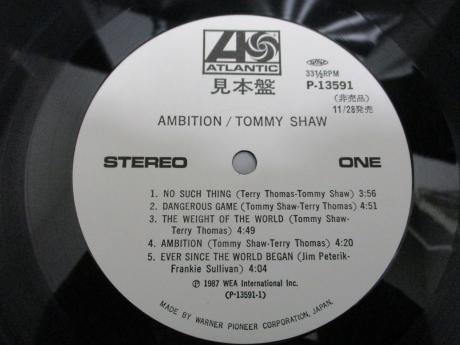 ATLANTIC
見本盤
33⅓RPM
P-13591
(非売品)
11/28発売
AMBITION / TOMMY SHAW
STEREO
ONE
1. NO SUCH THING (Terry Thomas-Tommy Shaw) 3:56
2. DANGEROUS GAME (Tommy Shaw-Terry Thomas) 4:51
3. THE WEIGHT OF THE WORLD (Tommy Shaw-
Terry Thomas) 4:49
4. AMBITION (Tommy Shaw-Terry Thomas) 4:20
5. EVER SINCE THE WORLD BEGAN (Jim Peterik-
Frankie Sullivan) 4:04
℗ 1987 WEA International Inc.
(P-13591-1)
MADE BY WARNER PIONEER CORPORATION, JAPAN.